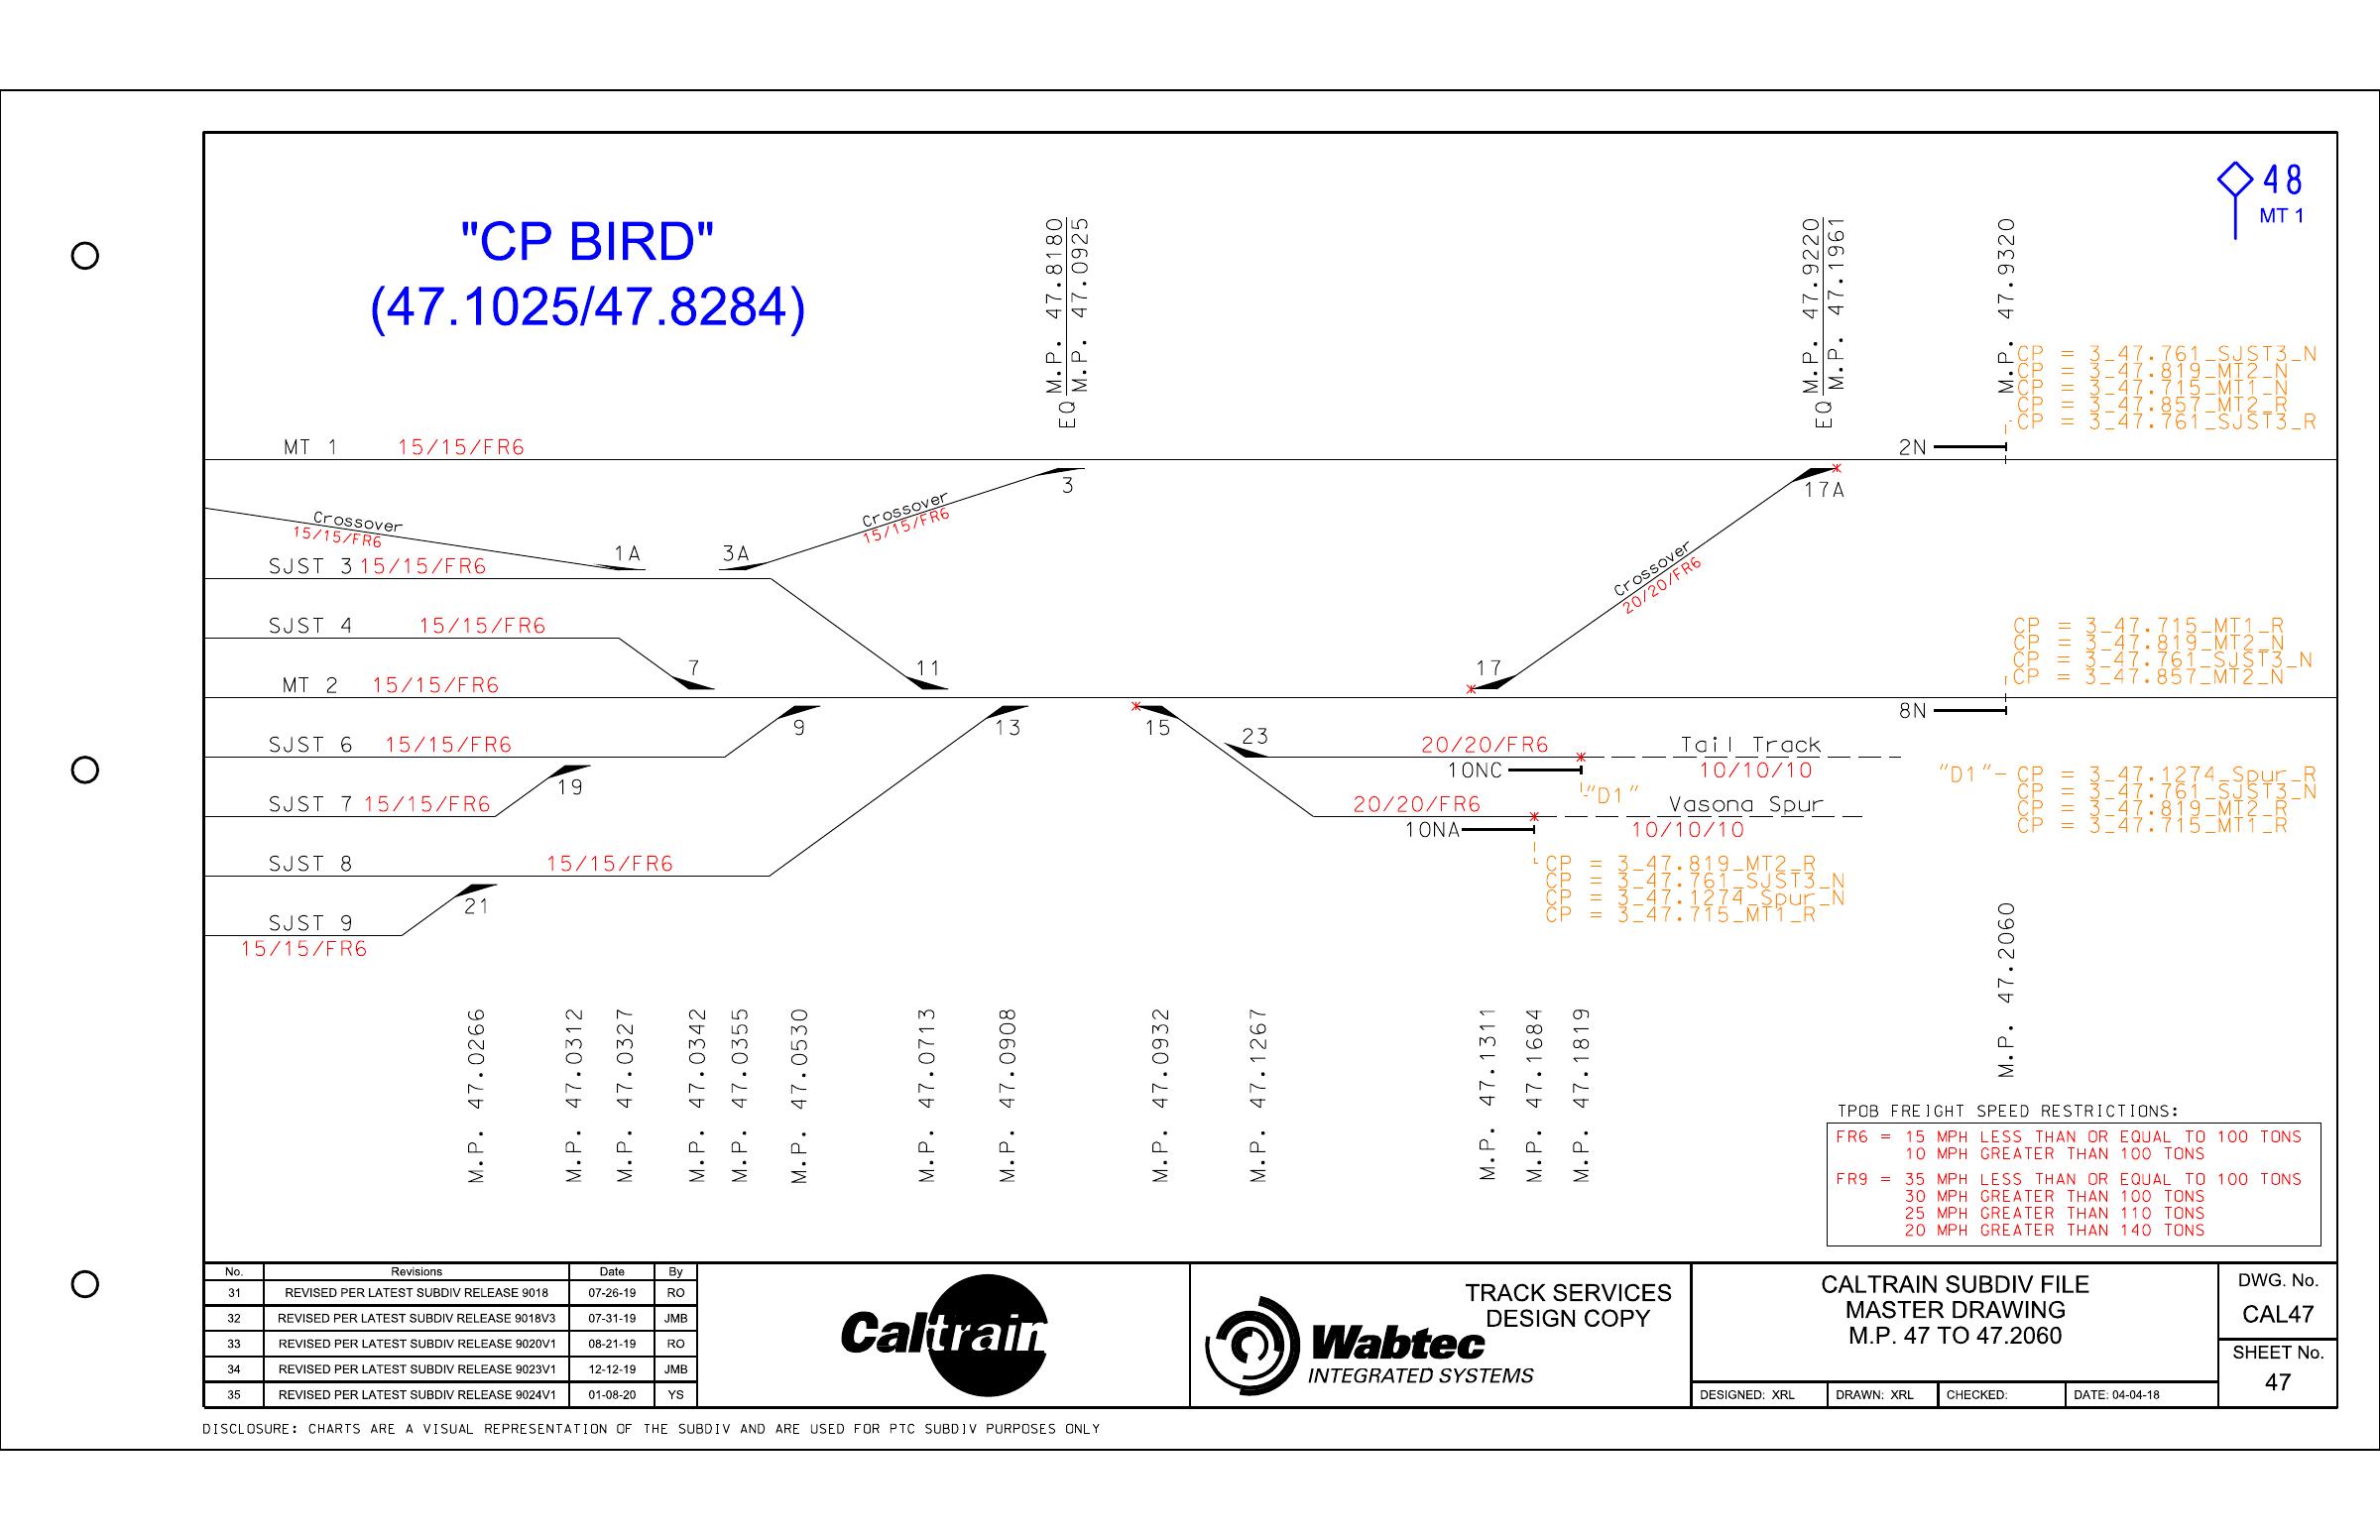 "CP BIRD"
(47.1025/47.8284)
EQ M.P. 47.8180
M.P. 47.0925
EQ M.P. 47.9220
M.P. 47.1961
M.P. 47.9320
48
MT 1
CP = 3_47.761_SJST3_N
CP = 3_47.819_MT2_N
CP = 3_47.715_MT1_N
CP = 3_47.857_MT2_R
CP = 3_47.761_SJST3_R
MT 1 15/15/FR6
2N
3
17A
Crossover
15/15/FR6
Crossover
15/15/FR6
Crossover
20/20/FR6
1A
3A
SJST 3 15/15/FR6
SJST 4 15/15/FR6
CP = 3_47.715_MT1_R
CP = 3_47.819_MT2_N
CP = 3_47.761_SJST3_N
CP = 3_47.857_MT2_N
7
11
17
MT 2 15/15/FR6
8N
9
13
15
23
SJST 6 15/15/FR6
20/20/FR6
Tail Track
10NC
10/10/10
19
"D1"
"D1"- CP = 3_47.1274_Spur_R
CP = 3_47.761_SJST3_N
CP = 3_47.819_MT2_R
CP = 3_47.715_MT1_R
SJST 7 15/15/FR6
20/20/FR6
Vasona Spur
10NA
10/10/10
SJST 8 15/15/FR6
CP = 3_47.819_MT2_R
CP = 3_47.761_SJST3_N
CP = 3_47.1274_Spur_N
CP = 3_47.715_MT1_R
21
SJST 9
15/15/FR6
M.P. 47.0266
M.P. 47.0312
M.P. 47.0327
M.P. 47.0342
M.P. 47.0355
M.P. 47.0530
M.P. 47.0713
M.P. 47.0908
M.P. 47.0932
M.P. 47.1267
M.P. 47.1311
M.P. 47.1684
M.P. 47.1819
M.P. 47.2060
TPOB FREIGHT SPEED RESTRICTIONS:
FR6 = 15 MPH LESS THAN OR EQUAL TO 100 TONS
10 MPH GREATER THAN 100 TONS
FR9 = 35 MPH LESS THAN OR EQUAL TO 100 TONS
30 MPH GREATER THAN 100 TONS
25 MPH GREATER THAN 110 TONS
20 MPH GREATER THAN 140 TONS
No. Revisions Date By
31 REVISED PER LATEST SUBDIV RELEASE 9018 07-26-19 RO
32 REVISED PER LATEST SUBDIV RELEASE 9018V3 07-31-19 JMB
33 REVISED PER LATEST SUBDIV RELEASE 9020V1 08-21-19 RO
34 REVISED PER LATEST SUBDIV RELEASE 9023V1 12-12-19 JMB
35 REVISED PER LATEST SUBDIV RELEASE 9024V1 01-08-20 YS
Caltrain
TRACK SERVICES
DESIGN COPY
Wabtec
INTEGRATED SYSTEMS
CALTRAIN SUBDIV FILE
MASTER DRAWING
M.P. 47 TO 47.2060
DESIGNED: XRL DRAWN: XRL CHECKED: DATE: 04-04-18
DWG. No.
CAL47
SHEET No.
47
DISCLOSURE: CHARTS ARE A VISUAL REPRESENTATION OF THE SUBDIV AND ARE USED FOR PTC SUBDIV PURPOSES ONLY